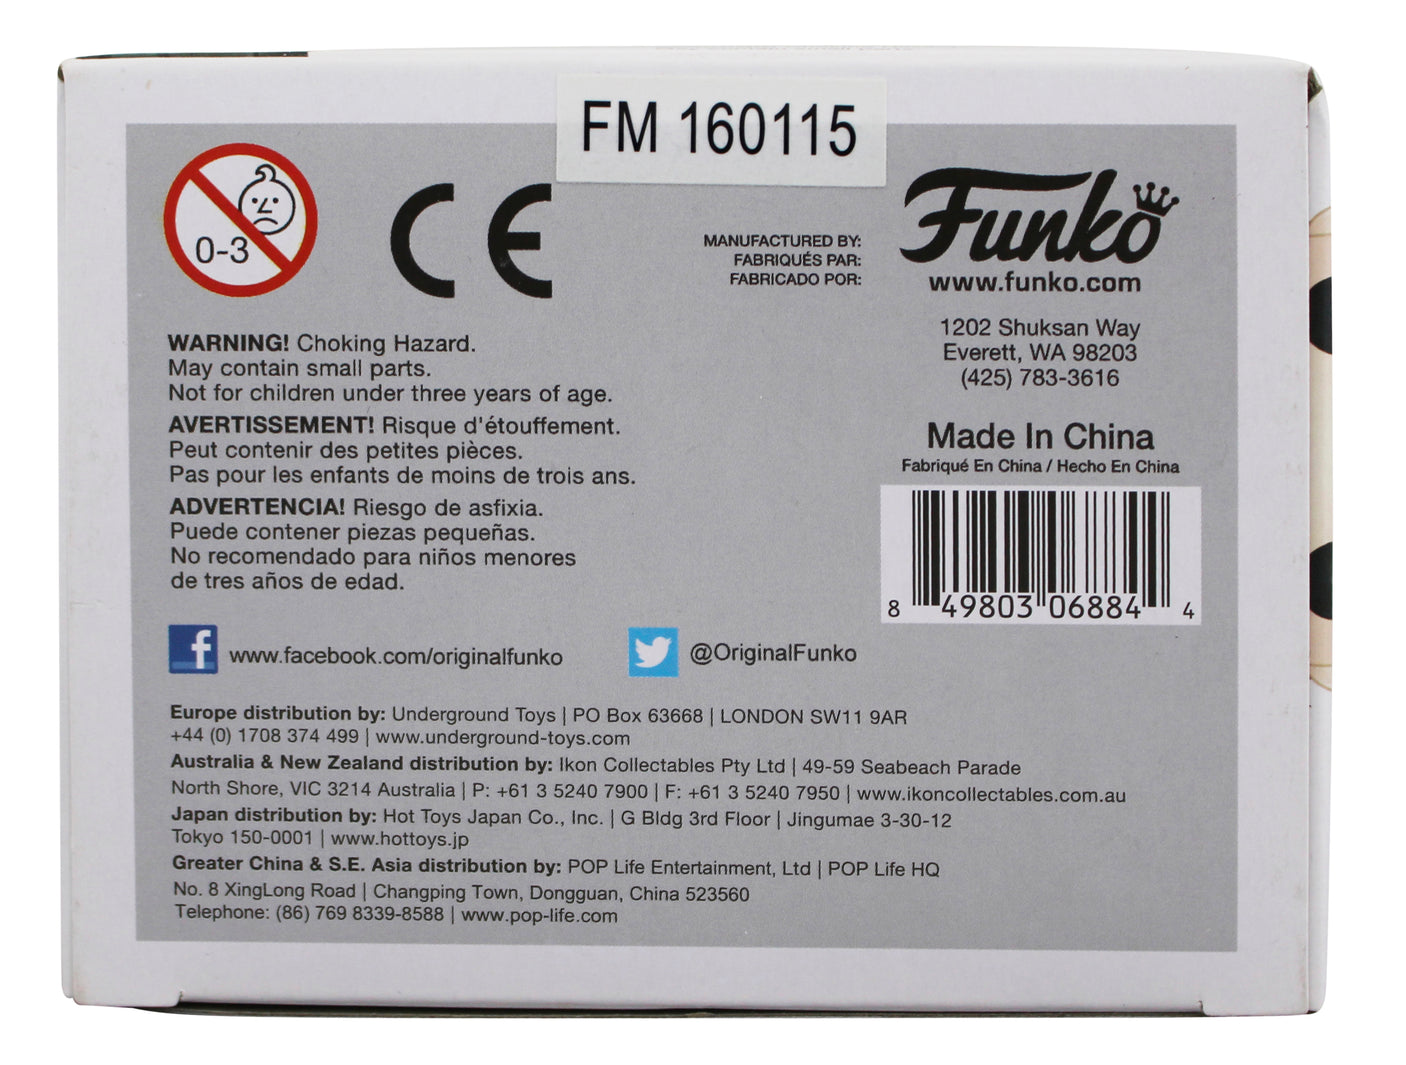 FM 160115
0-3
CE
MANUFACTURED BY:
FABRIQUÉS PAR:
FABRICADO POR:
Funko
www.funko.com
1202 Shuksan Way
Everett, WA 98203
(425) 783-3616
Made In China
Fabriqué En China / Hecho En China
8 49803 06884 4
WARNING! Choking Hazard.
May contain small parts.
Not for children under three years of age.
AVERTISSEMENT! Risque d'étouffement.
Peut contenir des petites pièces.
Pas pour les enfants de moins de trois ans.
ADVERTENCIA! Riesgo de asfixia.
Puede contener piezas pequeñas.
No recomendado para niños menores
de tres años de edad.
f www.facebook.com/originalfunko
@OriginalFunko
Europe distribution by: Underground Toys | PO Box 63668 | LONDON SW11 9AR
+44 (0) 1708 374 499 | www.underground-toys.com
Australia & New Zealand distribution by: Ikon Collectables Pty Ltd | 49-59 Seabeach Parade
North Shore, VIC 3214 Australia | P: +61 3 5240 7900 | F: +61 3 5240 7950 | www.ikoncollectables.com.au
Japan distribution by: Hot Toys Japan Co., Inc. | G Bldg 3rd Floor | Jingumae 3-30-12
Tokyo 150-0001 | www.hottoys.jp
Greater China & S.E. Asia distribution by: POP Life Entertainment, Ltd | POP Life HQ
No. 8 XingLong Road | Changping Town, Dongguan, China 523560
Telephone: (86) 769 8339-8588 | www.pop-life.com